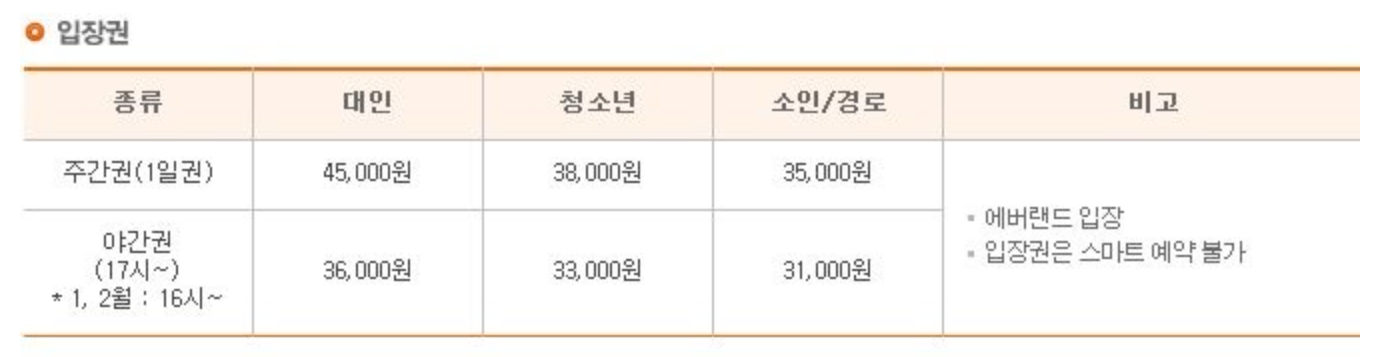 입장권
종류 대인 청소년 소인/경로 비고
주간권(1일권) 45,000원 38,000원 35,000원
야간권
(17시~)
* 1, 2월 : 16시~
36,000원 33,000원 31,000원
▪ 에버랜드 입장
▪ 입장권은 스마트 예약 불가